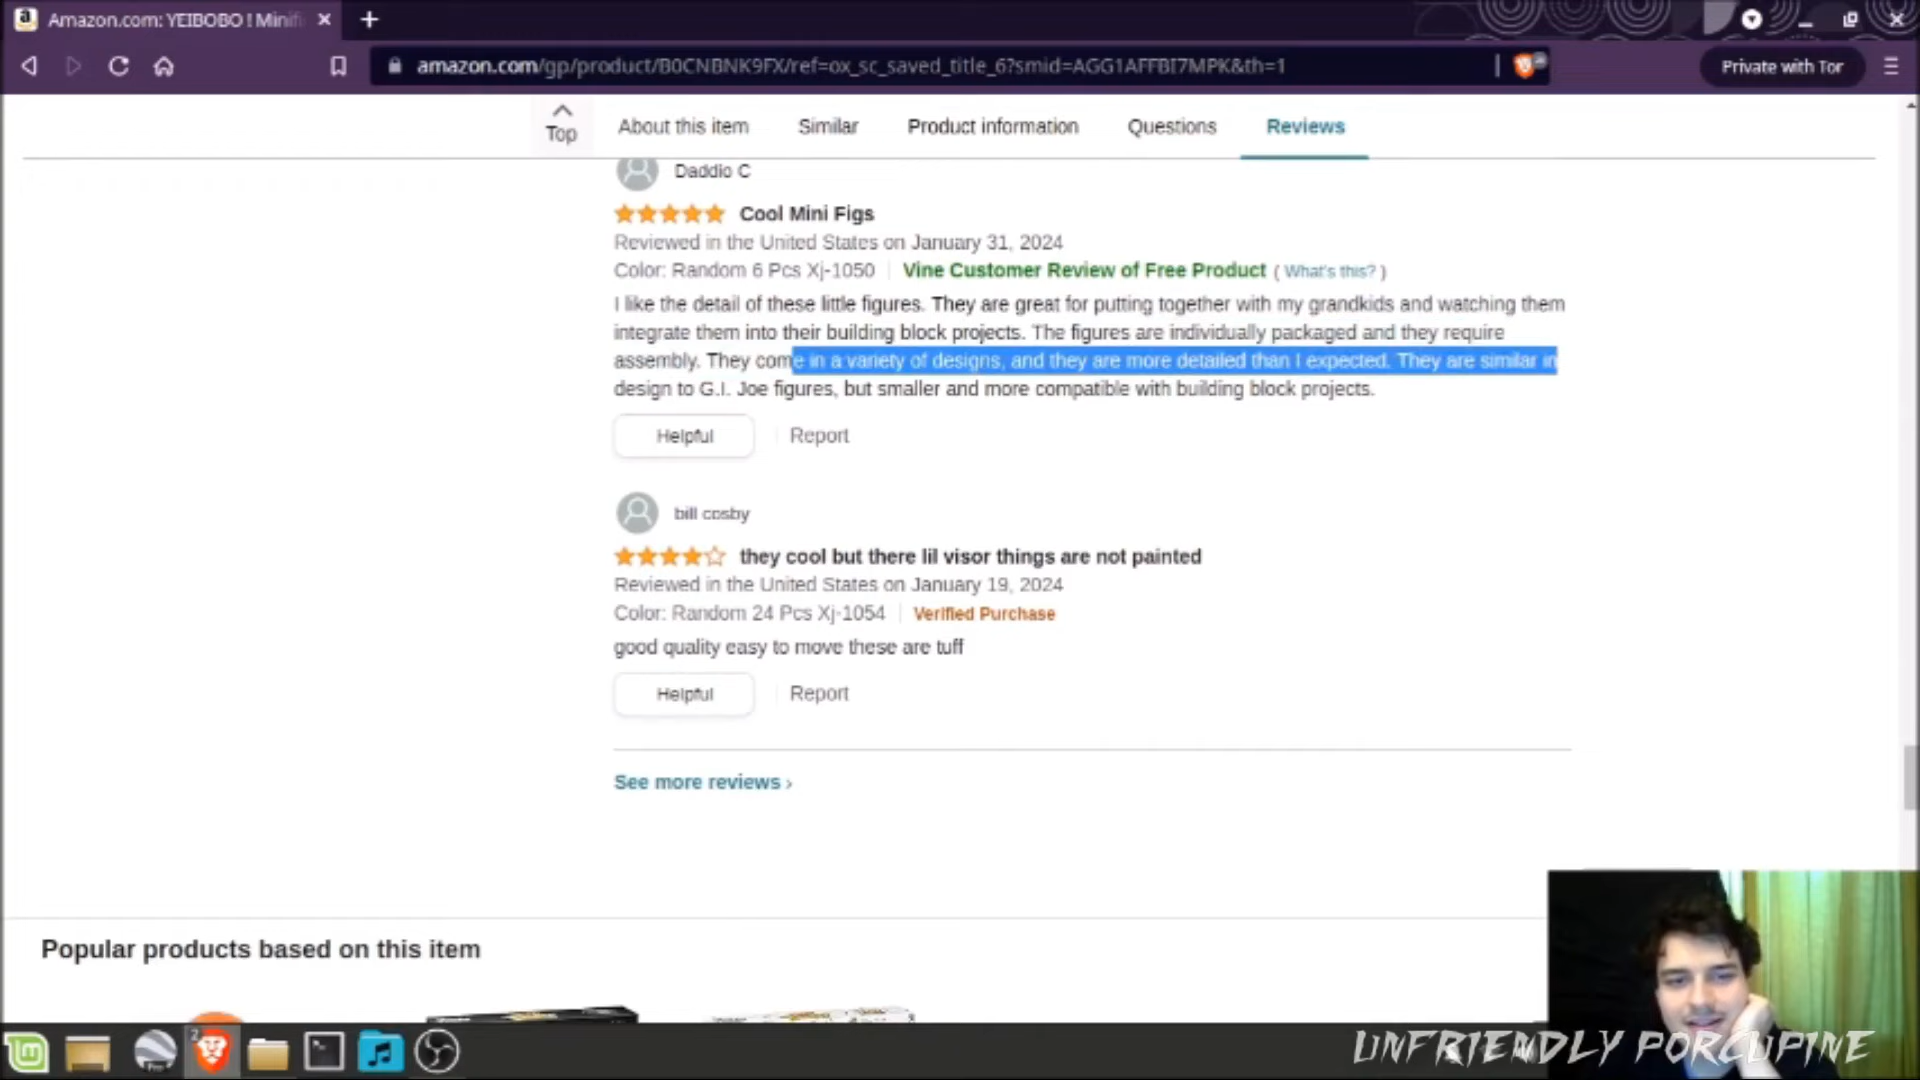 Amazon.com: YEIBOBO ! Minifi
amazon.com/gp/product/B0CNBNK9FX/ref=ox_sc_saved_title_6?smid=AGG1AFFBI7MPK&th=1
Private with Tor
Top
About this item
Similar
Product information
Questions
Reviews
Daddio C
Cool Mini Figs
Reviewed in the United States on January 31, 2024
Color: Random 6 Pcs Xj-1050 | Vine Customer Review of Free Product ( What's this? )
I like the detail of these little figures. They are great for putting together with my grandkids and watching them
integrate them into their building block projects. The figures are individually packaged and they require
assembly. They come in a variety of designs, and they are more detailed than I expected. They are similar in
design to G.I. Joe figures, but smaller and more compatible with building block projects.
Helpful
Report
bill cosby
they cool but there lil visor things are not painted
Reviewed in the United States on January 19, 2024
Color: Random 24 Pcs Xj-1054 | Verified Purchase
good quality easy to move these are tuff
Helpful
Report
See more reviews ›
Popular products based on this item
UNFRIENDLY PORCUPINE